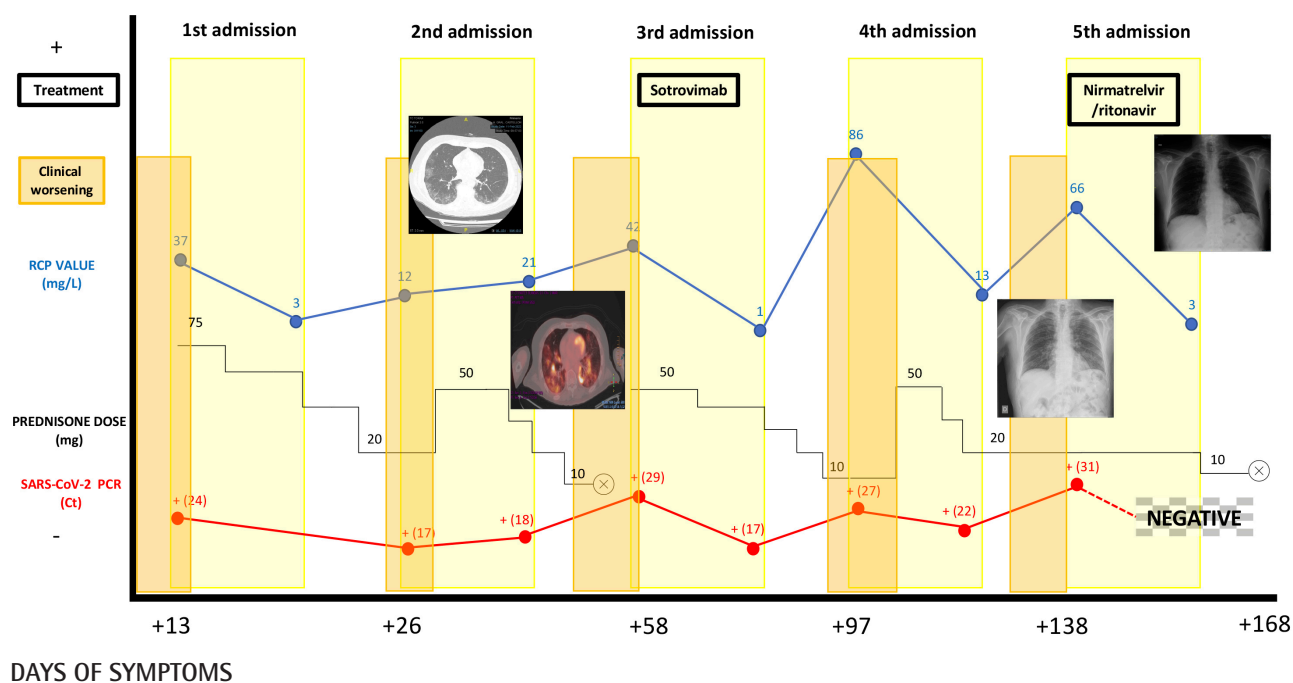 1st admission
2nd admission
3rd admission
4th admission
5th admission
+
Treatment
Sotrovimab
Nirmatrelvir
/ritonavir
Clinical
worsening
RCP VALUE
(mg/L)
37
3
12
21
42
1
86
13
66
3
PREDNISONE DOSE
(mg)
75
20
50
10
50
10
50
20
10
SARS-CoV-2 PCR
(Ct)
+ (24)
+ (17)
+ (18)
+ (29)
+ (17)
+ (27)
+ (22)
+ (31)
NEGATIVE
-
+13
+26
+58
+97
+138
+168
DAYS OF SYMPTOMS